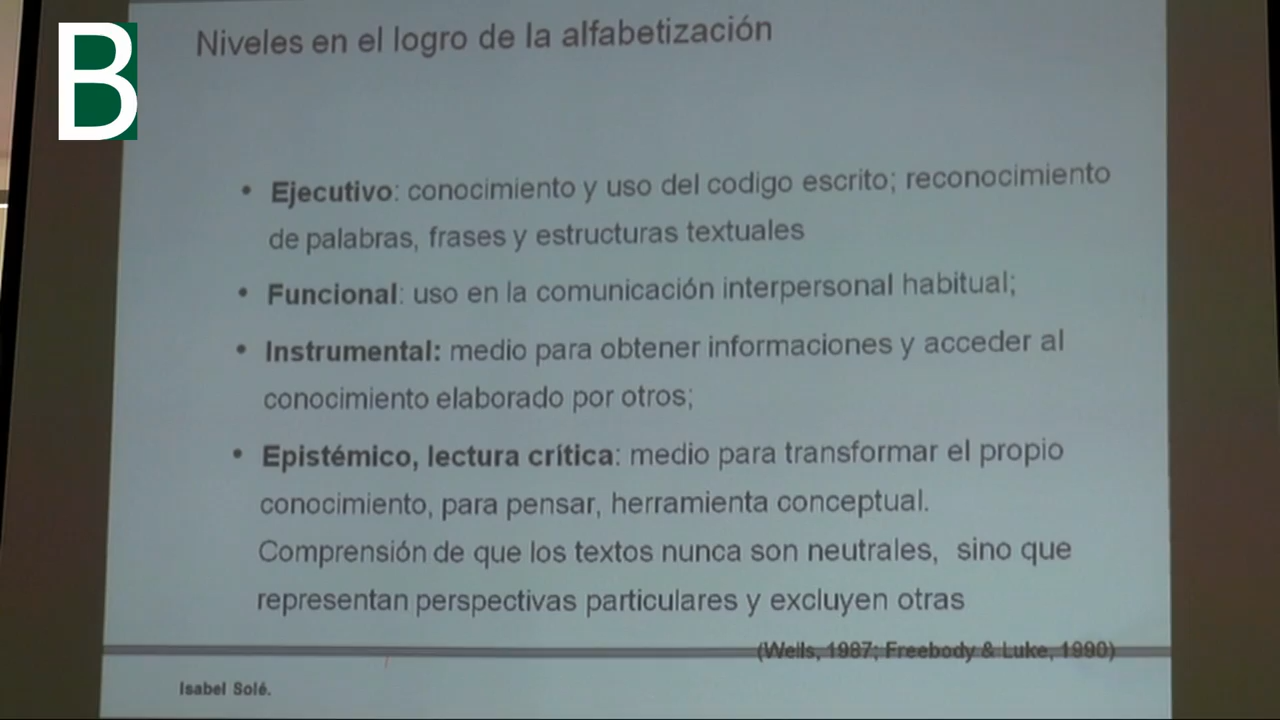 B
Niveles en el logro de la alfabetización
• Ejecutivo: conocimiento y uso del codigo escrito; reconocimiento
de palabras, frases y estructuras textuales
• Funcional: uso en la comunicación interpersonal habitual;
• Instrumental: medio para obtener informaciones y acceder al
conocimiento elaborado por otros;
• Epistémico, lectura crítica: medio para transformar el propio
conocimiento, para pensar, herramienta conceptual.
Comprensión de que los textos nunca son neutrales, sino que
representan perspectivas particulares y excluyen otras
(Wells, 1987; Freebody & Luke, 1990)
Isabel Solé.